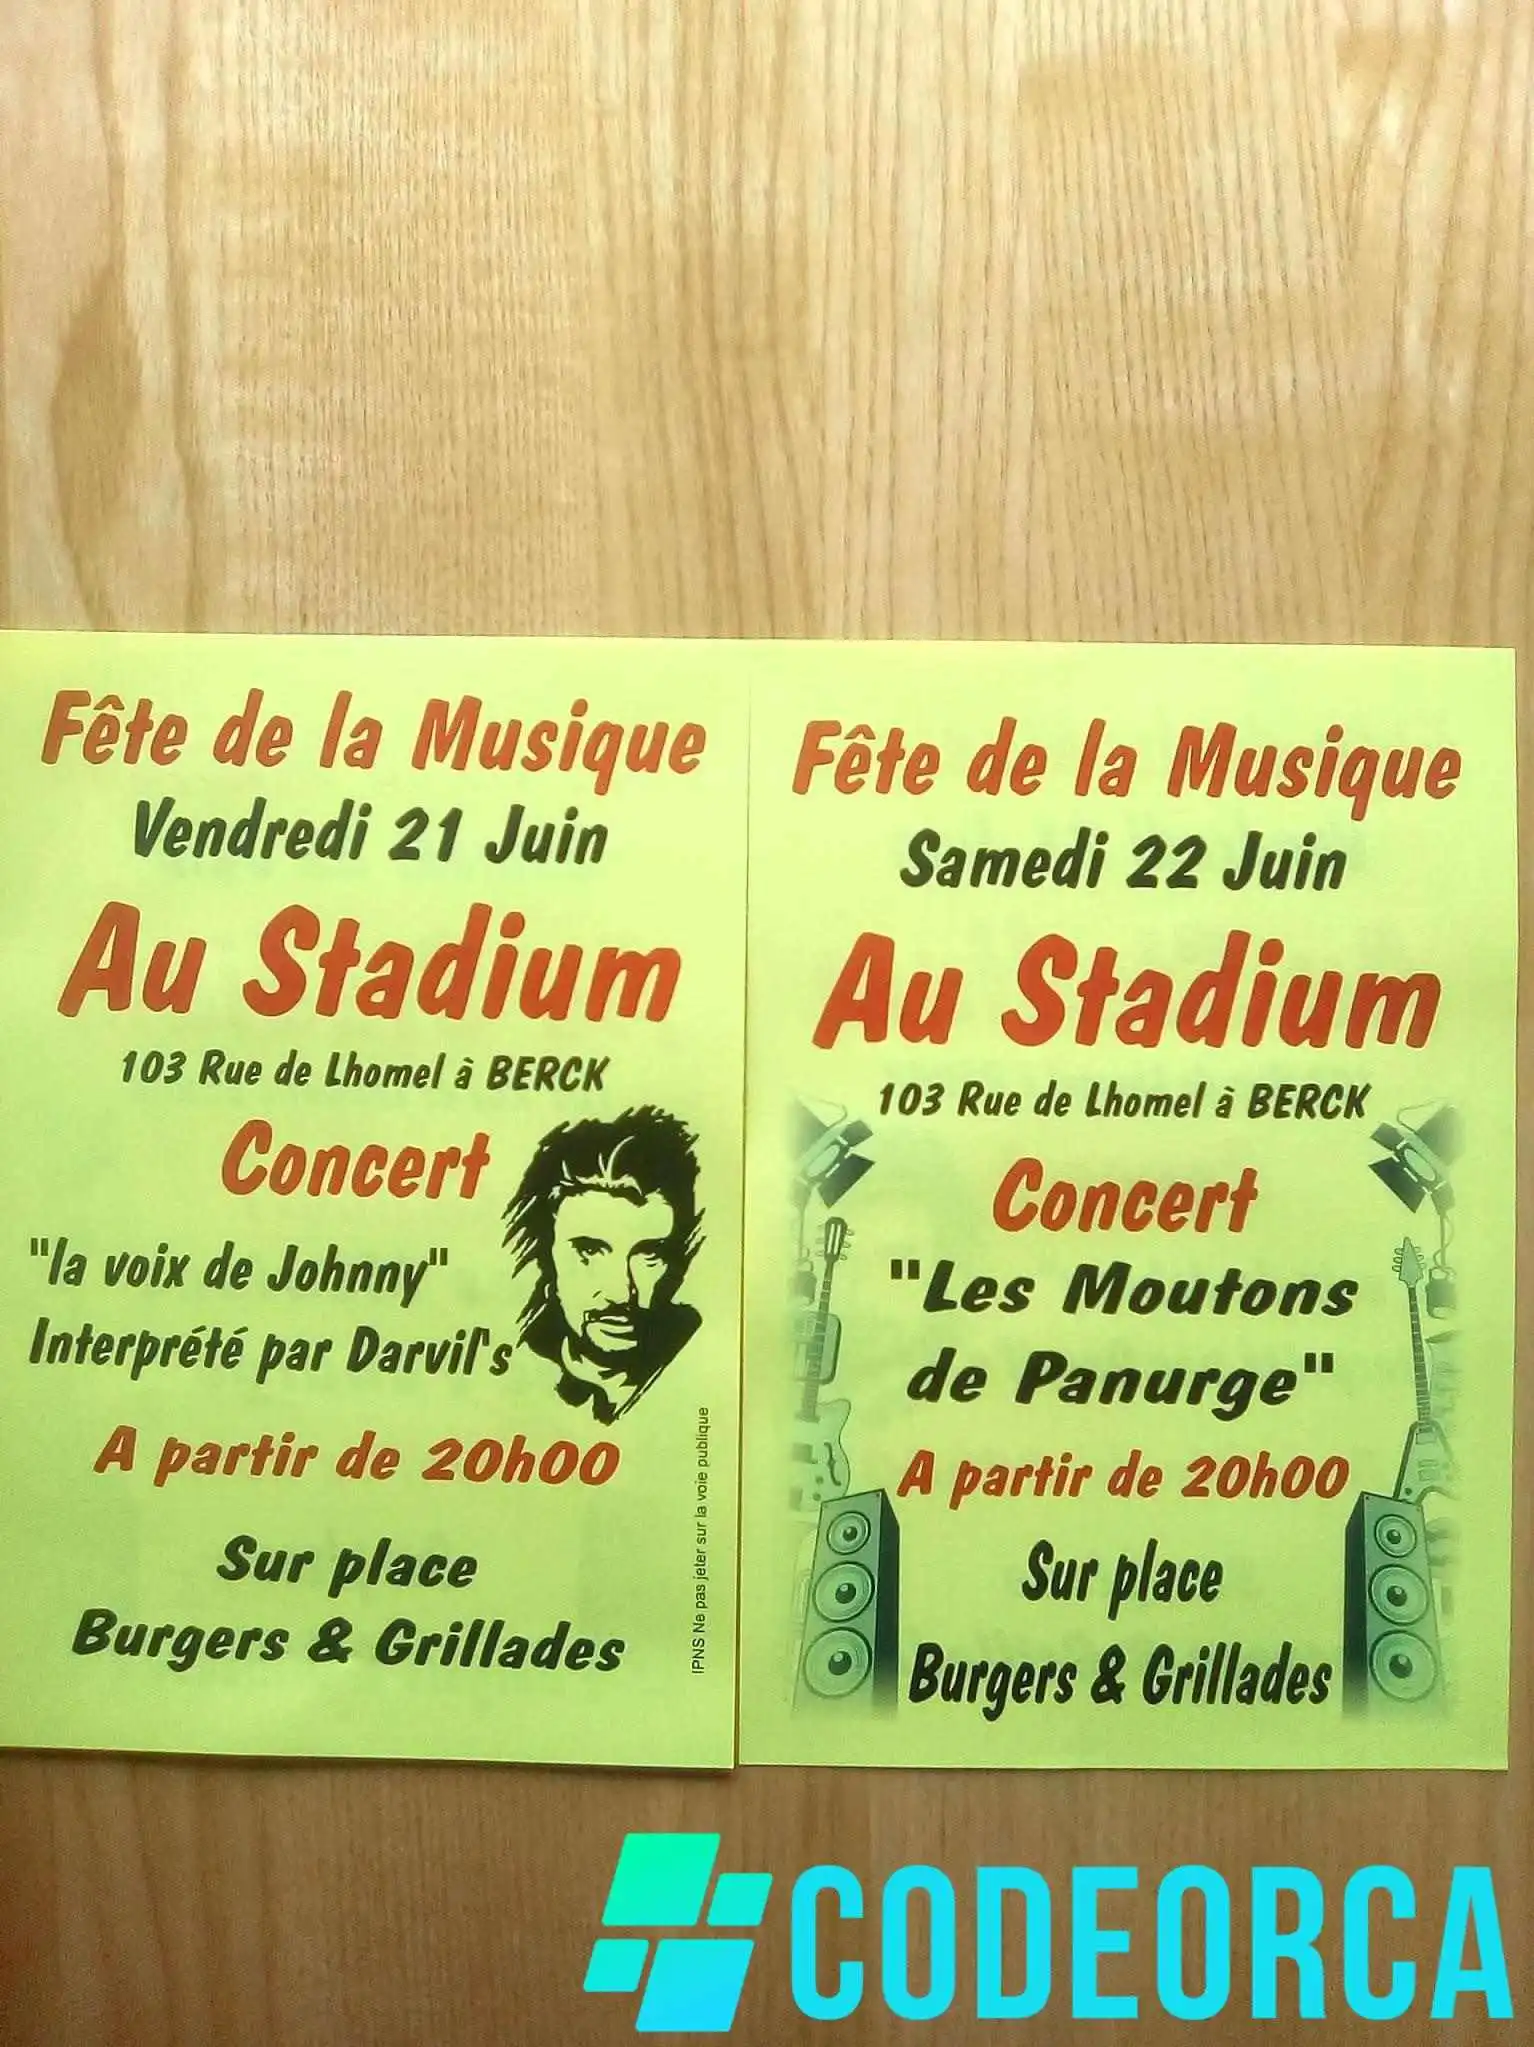 Fête de la Musique
Vendredi 21 Juin
Au Stadium
103 Rue de Lhomel à BERCK
Concert
"la voix de Johnny"
Interprété par Darvil's
A partir de 20h00
Sur place
Burgers & Grillades
IPNS Ne pas jeter sur la voie publique
Fête de la Musique
Samedi 22 Juin
Au Stadium
103 Rue de Lhomel à BERCK
Concert
"Les Moutons
de Panurge"
A partir de 20h00
Sur place
Burgers & Grillades
CODEORCA